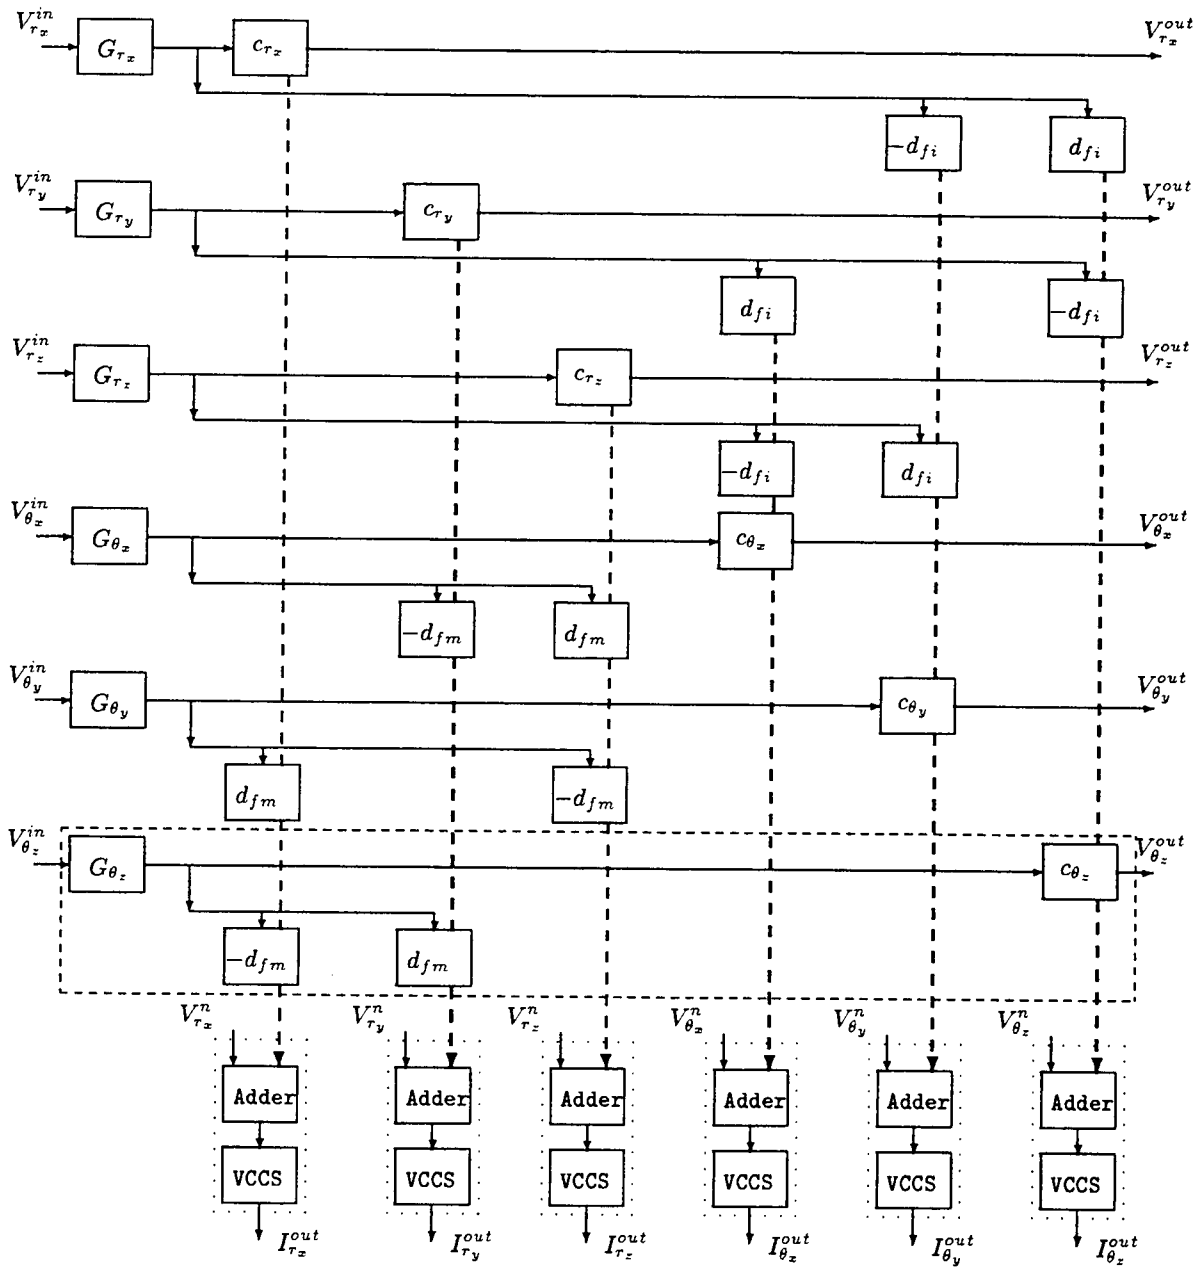 V_{r_x}^{in} G_{r_x} c_{r_x} V_{r_x}^{out}
-d_{fi} d_{fi}
V_{r_y}^{in} G_{r_y} c_{r_y} V_{r_y}^{out}
d_{fi} -d_{fi}
V_{r_z}^{in} G_{r_z} c_{r_z} V_{r_z}^{out}
-d_{fi} d_{fi}
V_{θ_x}^{in} G_{θ_x} c_{θ_x} V_{θ_x}^{out}
-d_{fm} d_{fm}
V_{θ_y}^{in} G_{θ_y} c_{θ_y} V_{θ_y}^{out}
d_{fm} -d_{fm}
V_{θ_z}^{in} G_{θ_z} c_{θ_z} V_{θ_z}^{out}
-d_{fm} d_{fm}
V_{r_x}^{n} V_{r_y}^{n} V_{r_z}^{n} V_{θ_x}^{n} V_{θ_y}^{n} V_{θ_z}^{n}
Adder Adder Adder Adder Adder Adder
VCCS VCCS VCCS VCCS VCCS VCCS
I_{r_x}^{out} I_{r_y}^{out} I_{r_z}^{out} I_{θ_x}^{out} I_{θ_y}^{out} I_{θ_z}^{out}